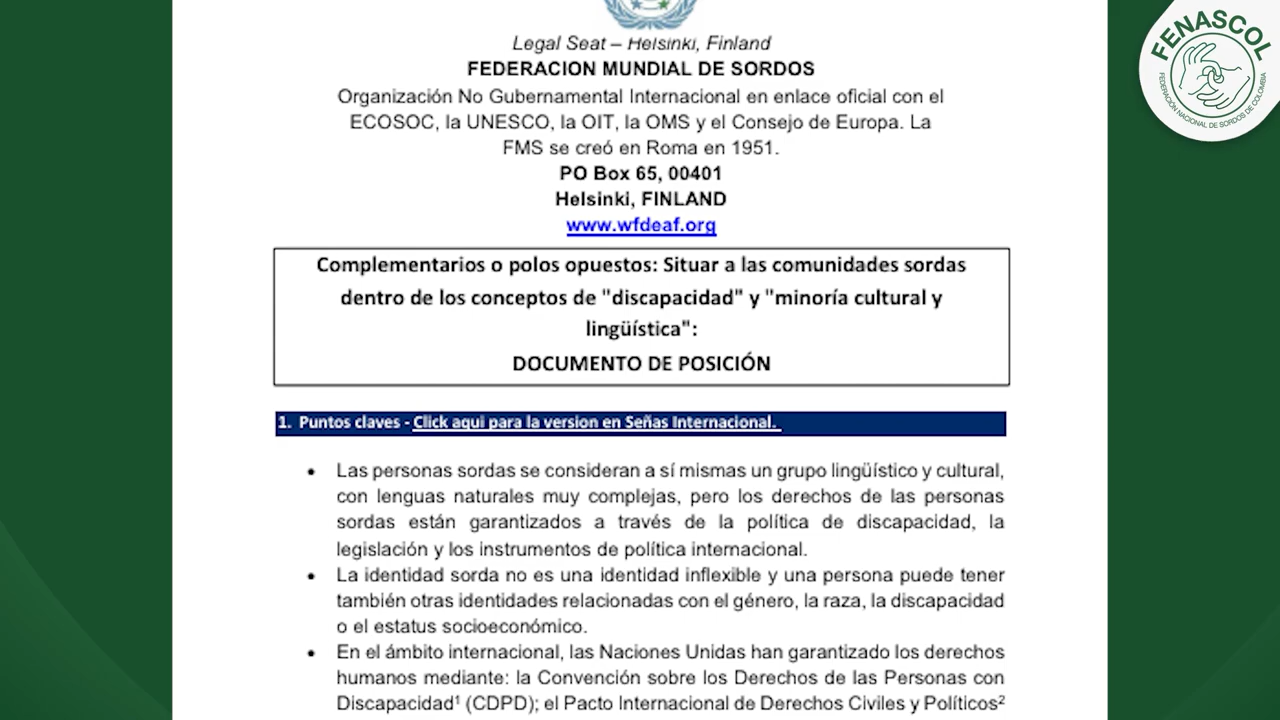 Legal Seat – Helsinki, Finland
FEDERACION MUNDIAL DE SORDOS
Organización No Gubernamental Internacional en enlace oficial con el
ECOSOC, la UNESCO, la OIT, la OMS y el Consejo de Europa. La
FMS se creó en Roma en 1951.
PO Box 65, 00401
Helsinki, FINLAND
www.wfdeaf.org
Complementarios o polos opuestos: Situar a las comunidades sordas
dentro de los conceptos de "discapacidad" y "minoría cultural y
lingüística":
DOCUMENTO DE POSICIÓN
1. Puntos claves - Click aqui para la version en Señas Internacional.
• Las personas sordas se consideran a sí mismas un grupo lingüístico y cultural,
con lenguas naturales muy complejas, pero los derechos de las personas
sordas están garantizados a través de la política de discapacidad, la
legislación y los instrumentos de política internacional.
• La identidad sorda no es una identidad inflexible y una persona puede tener
también otras identidades relacionadas con el género, la raza, la discapacidad
o el estatus socioeconómico.
• En el ámbito internacional, las Naciones Unidas han garantizado los derechos
humanos mediante: la Convención sobre los Derechos de las Personas con
Discapacidad¹ (CDPD); el Pacto Internacional de Derechos Civiles y Políticos²
FENASCOL
FEDERACIÓN NACIONAL DE SORDOS DE COLOMBIA